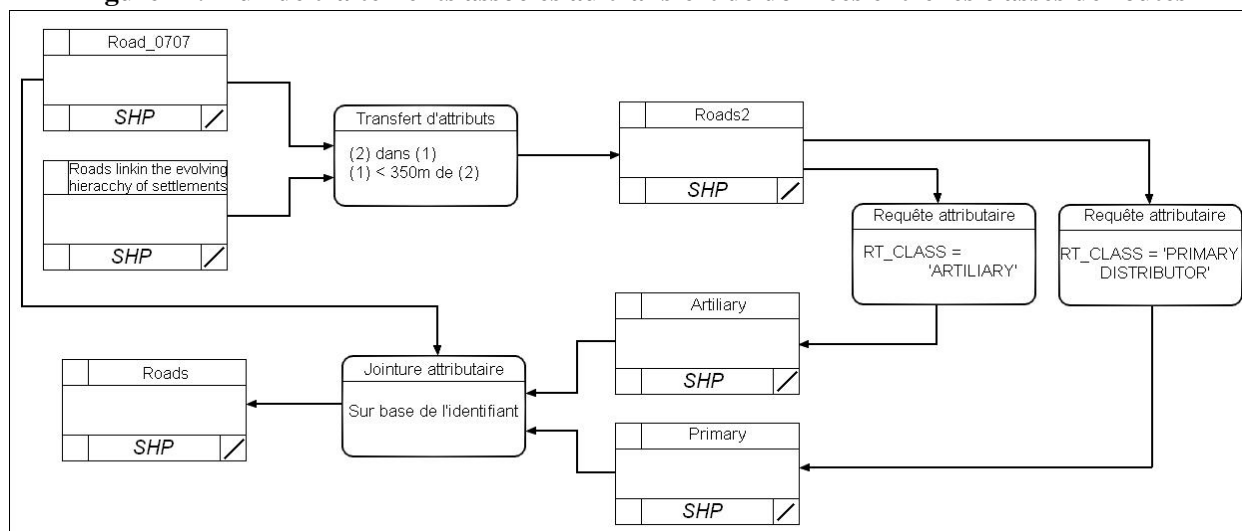 Road_0707
SHP
Roads linkin the evolving
hieracchy of settlements
SHP
Transfert d'attributs
(2) dans (1)
(1) < 350m de (2)
Roads2
SHP
Requête attributaire
RT_CLASS =
'ARTILIARY'
Requête attributaire
RT_CLASS = 'PRIMARY
DISTRIBUTOR'
Artiliary
SHP
Primary
SHP
Jointure attributaire
Sur base de l'identifiant
Roads
SHP